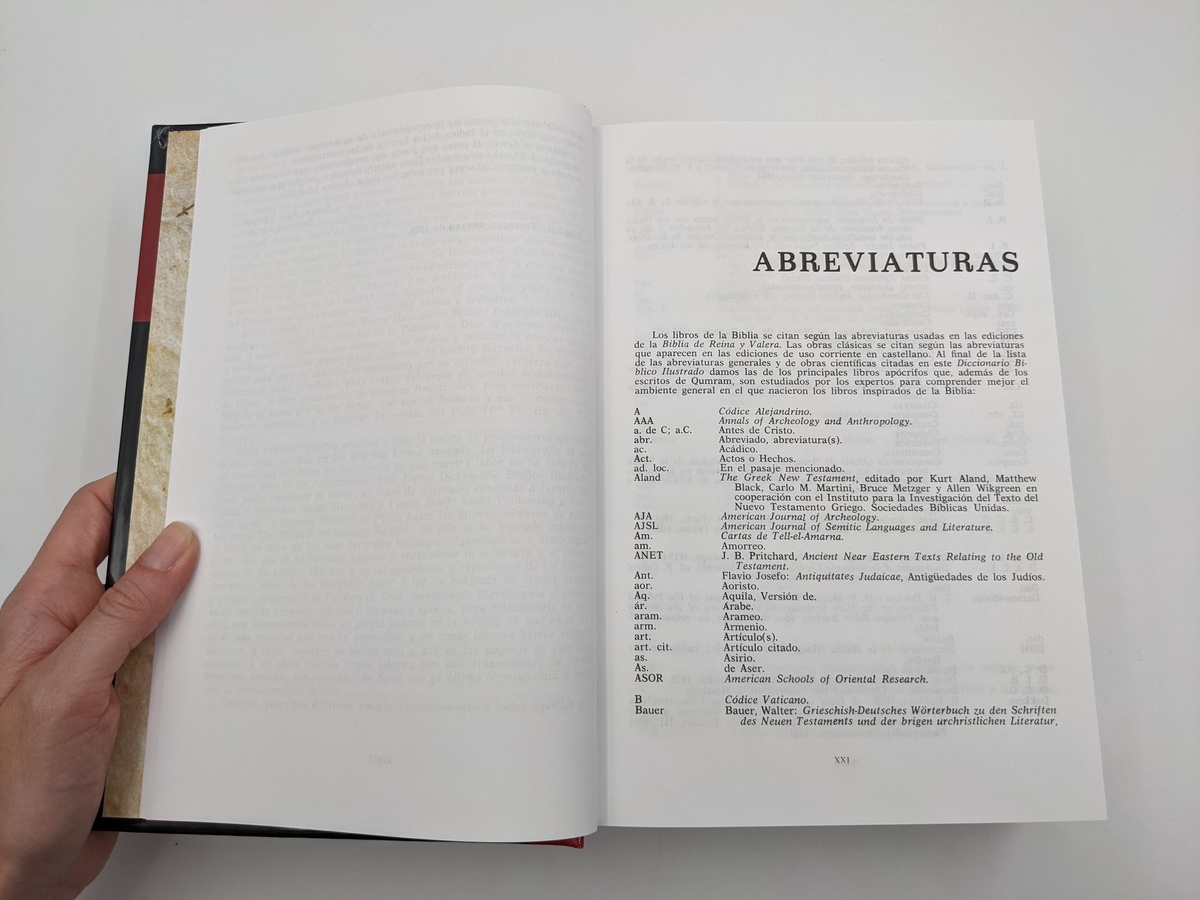 ABREVIATURAS
Los libros de la Biblia se citan según las abreviaturas usadas en las ediciones
de la Biblia de Reina y Valera. Las obras clásicas se citan según las abreviaturas
que aparecen en las ediciones de uso corriente en castellano. Al final de la lista
de las abreviaturas generales y de obras científicas citadas en este Diccionario Bí-
blico Ilustrado damos las de los principales libros apócrifos que, además de los
escritos de Qumram, son estudiados por los expertos para comprender mejor el
ambiente general en el que nacieron los libros inspirados de la Biblia:
A Códice Alejandrino.
AAA Annals of Archeology and Anthropology.
a. de C; a.C. Antes de Cristo.
abr. Abreviado, abreviatura(s).
ac. Acádico.
Act. Actos o Hechos.
ad. loc. En el pasaje mencionado.
Aland The Greek New Testament, editado por Kurt Aland, Matthew
Black, Carlo M. Martini, Bruce Metzger y Allen Wikgreen en
cooperación con el Instituto para la Investigación del Texto del
Nuevo Testamento Griego. Sociedades Bíblicas Unidas.
AJA American Journal of Archeology.
AJSL American Journal of Semitic Languages and Literature.
Am. Cartas de Tell-el-Amarna.
am. Amorreo.
ANET J. B. Pritchard, Ancient Near Eastern Texts Relating to the Old
Testament.
Ant. Flavio Josefo: Antiquitates Judaicae, Antigüedades de los Judíos.
aor. Aoristo.
Aq. Aquila, Versión de.
ár. Árabe.
aram. Arameo.
arm. Armenio.
art. Artículo(s).
art. cit. Artículo citado.
as. Asirio.
As. de Aser.
ASOR American Schools of Oriental Research.
B Códice Vaticano.
Bauer Bauer, Walter: Grieschish-Deutsches Wörterbuch zu den Schriften
des Neuen Testaments und der brigen urchristlichen Literatur,
XXI